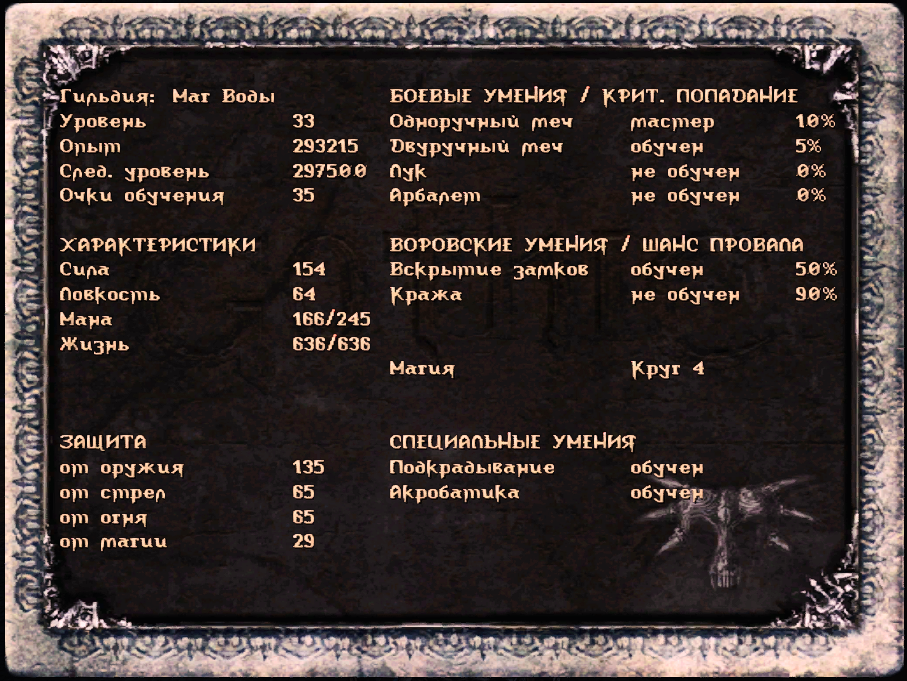 Гильдия: Маг Воды
Уровень 33
Опыт 293215
След. уровень 297500
Очки обучения 35
ХАРАКТЕРИСТИКИ
Сила 154
Ловкость 64
Мана 166/245
Жизнь 636/636
ЗАЩИТА
от оружия 135
от стрел 65
от огня 65
от магии 29
БОЕВЫЕ УМЕНИЯ / КРИТ. ПОПАДАНИЕ
Одноручный меч мастер 10%
Двуручный меч обучен 5%
Лук не обучен 0%
Арбалет не обучен 0%
ВОРОВСКИЕ УМЕНИЯ / ШАНС ПРОВАЛА
Вскрытие замков обучен 50%
Кража не обучен 90%
Магия Круг 4
СПЕЦИАЛЬНЫЕ УМЕНИЯ
Подкрадывание обучен
Акробатика обучен